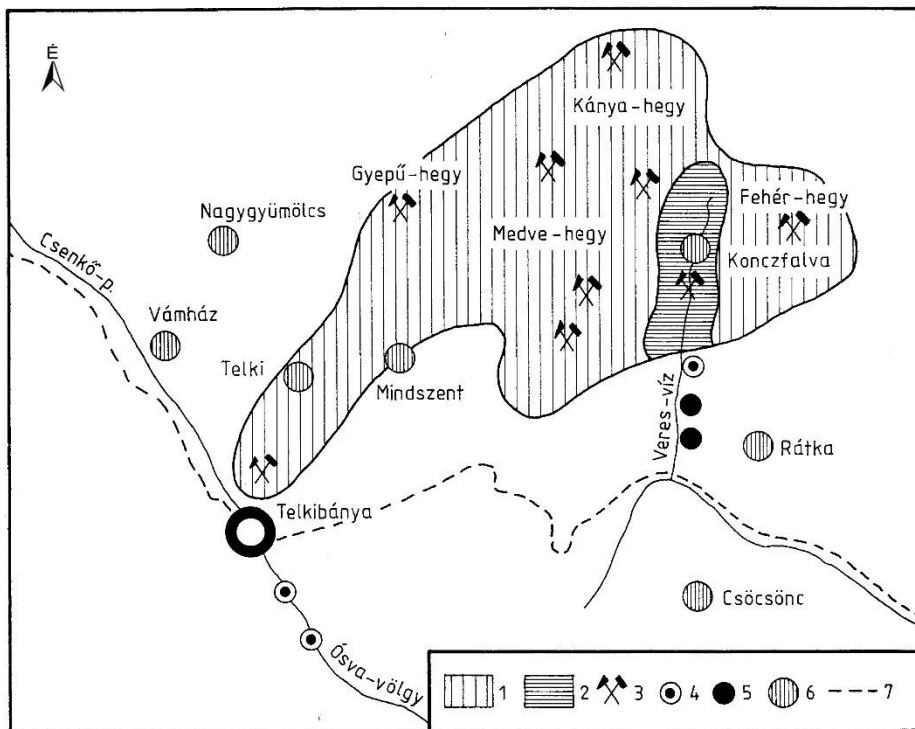 É
Kánya-hegy
Gyepű-hegy
Fehér-hegy
Nagygyümölcs
Medve-hegy
Csenkő-p.
Konczfalva
Vámház
Telki
Mindszent
Veres-víz
Rátka
Telkibánya
Csöcsönc
Ósva-völgy
1 2 3 4 5 6 7